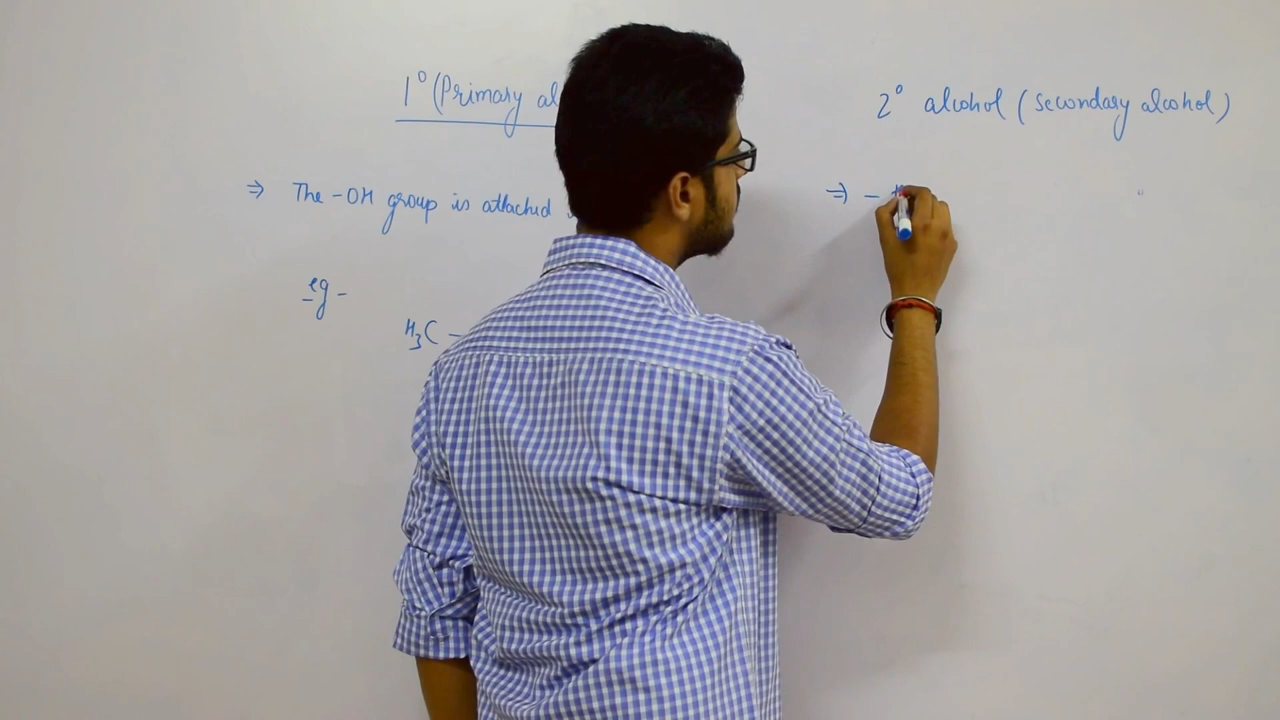 1° (Primary al
⇒ The -OH group is attached
eg -
H₃C -
2° alcohol (Secondary alcohol)
⇒ -